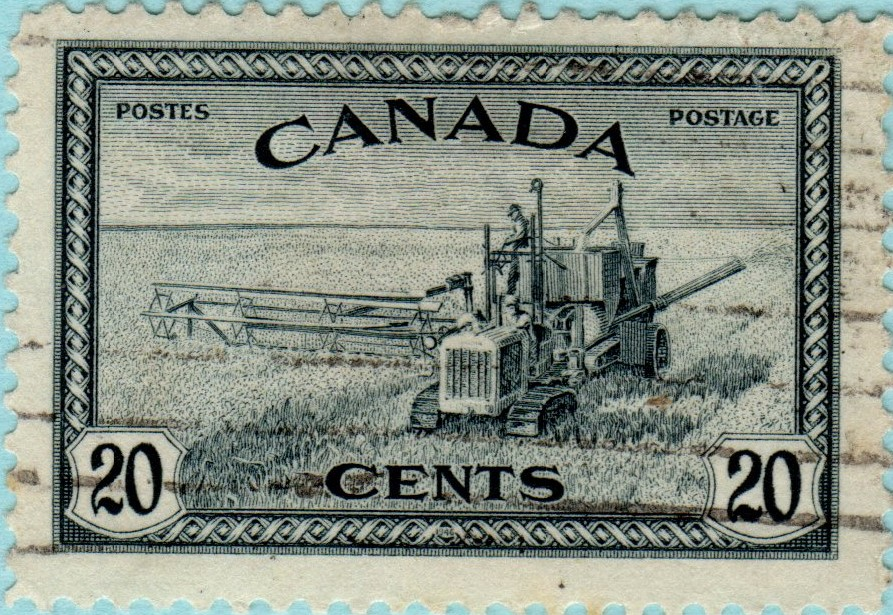 POSTES
CANADA
POSTAGE
20
CENTS
20